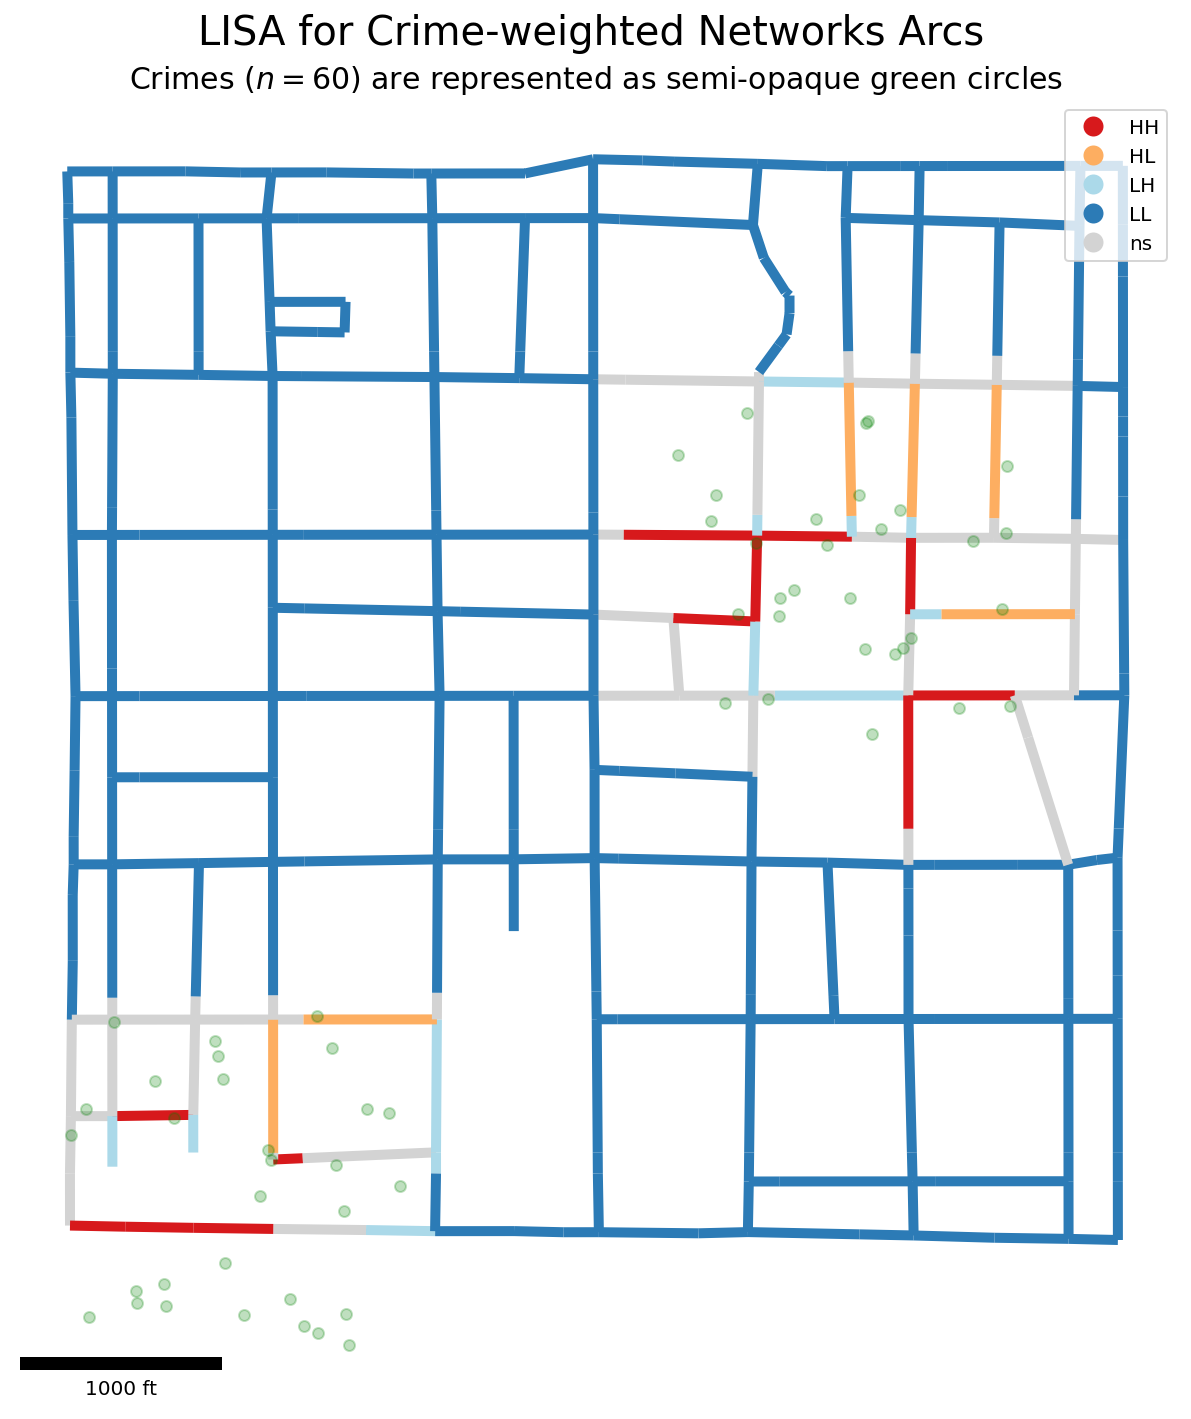 LISA for Crime-weighted Networks Arcs
Crimes (n = 60) are represented as semi-opaque green circles
HH
HL
LH
LL
ns
1000 ft